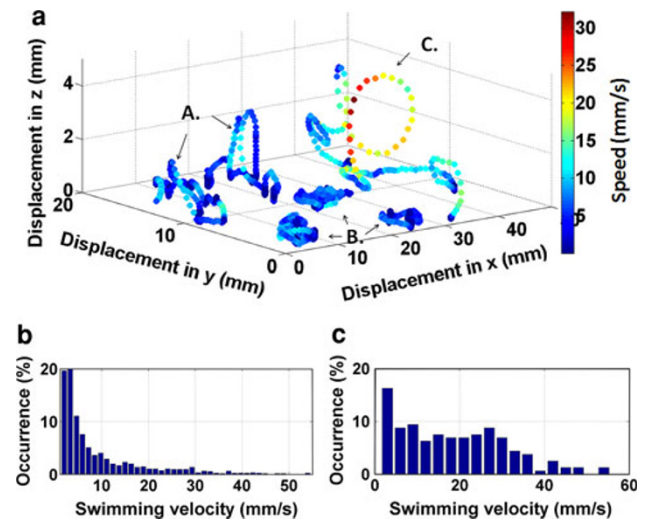 a
Displacement in z (mm)
4
2
0
20
10
0
Displacement in y (mm)
0
10
20
30
40
Displacement in x (mm)
A.
B.
C.
30
25
20
15
10
5
Speed (mm/s)
b
Occurrence (%)
20
10
0
10 20 30 40 50
Swimming velocity (mm/s)
c
Occurrence (%)
20
10
0
0 20 40 60
Swimming velocity (mm/s)